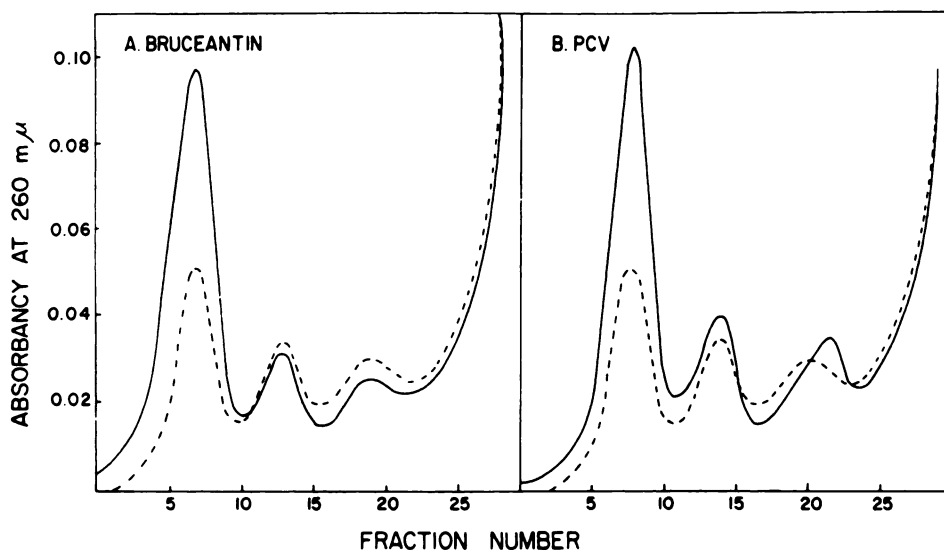 A. BRUCEANTIN
B. PCV
0.10
0.08
0.06
0.04
0.02
ABSORBANCY AT 260 mμ
5 10 15 20 25
5 10 15 20 25
FRACTION NUMBER